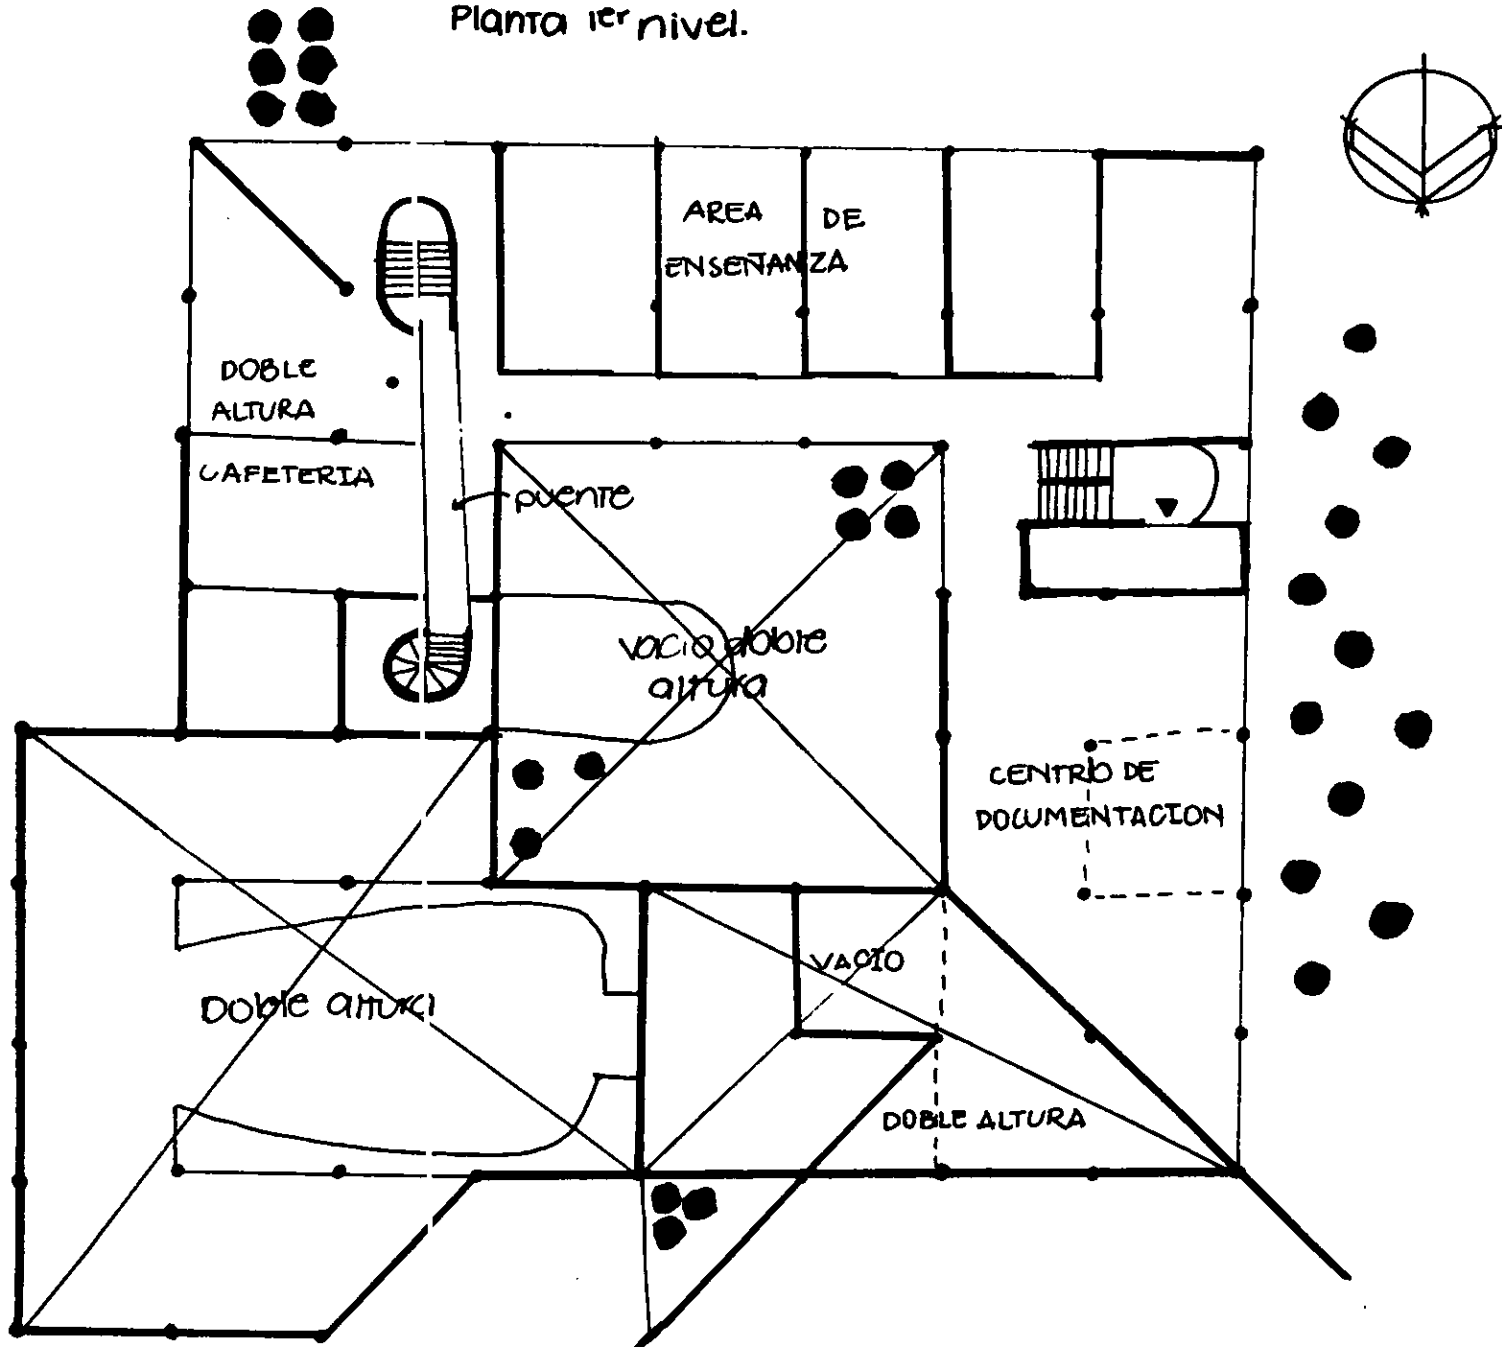 Planta 1er nivel.
AREA DE
ENSEÑANZA
DOBLE
ALTURA
CAFETERIA
puente
vacio doble
altura
CENTRO DE
DOCUMENTACION
VACIO
Doble altura
DOBLE ALTURA